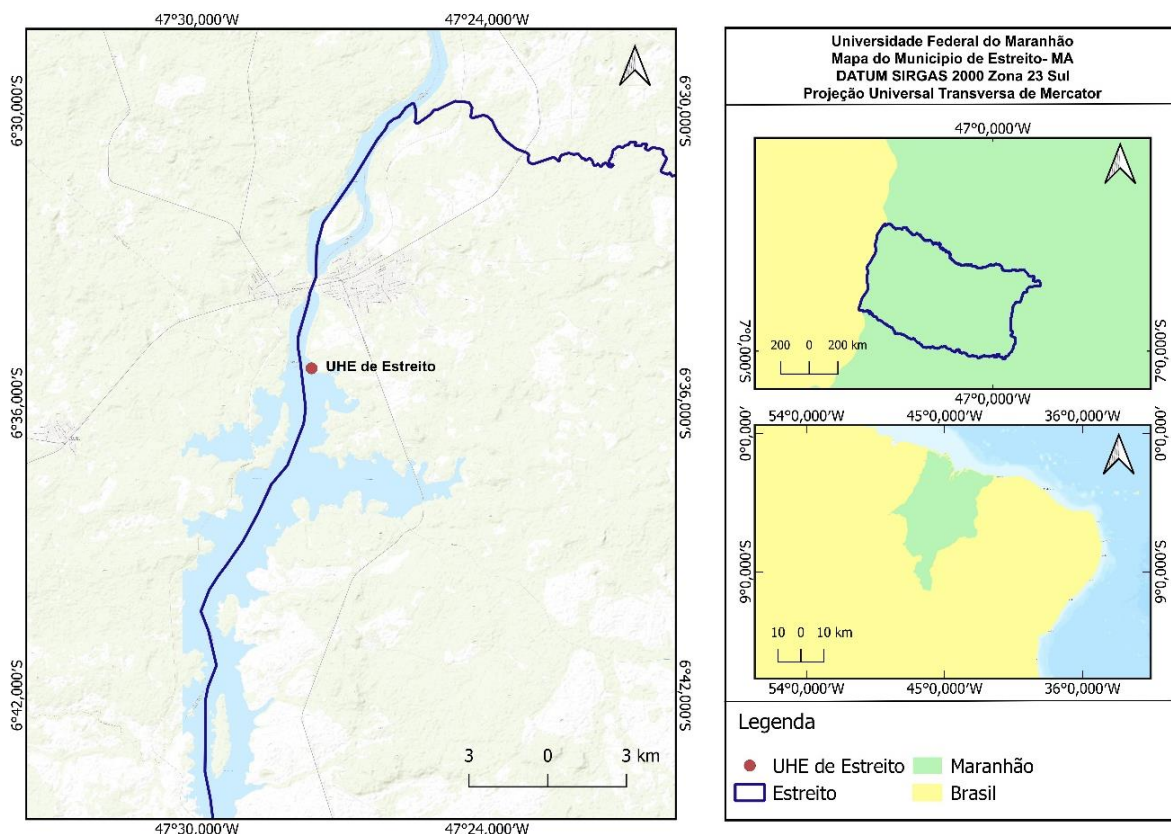 47°30,000'W 47°24,000'W
6°30,000'S
6°30,000'S
UHE de Estreito
6°36,000'S
6°36,000'S
6°42,000'S
6°42,000'S
3 0 3 km
47°30,000'W 47°24,000'W
Universidade Federal do Maranhão
Mapa do Municipio de Estreito- MA
DATUM SIRGAS 2000 Zona 23 Sul
Projeção Universal Transversa de Mercator
47°0,000'W
7°0,000'S
7°0,000'S
200 0 200 km
47°0,000'W
54°0,000'W 45°0,000'W 36°0,000'W
0°0,000'
0°0,000'
9°0,000'S
9°0,000'S
10 0 10 km
54°0,000'W 45°0,000'W 36°0,000'W
Legenda
UHE de Estreito Maranhão
Estreito Brasil